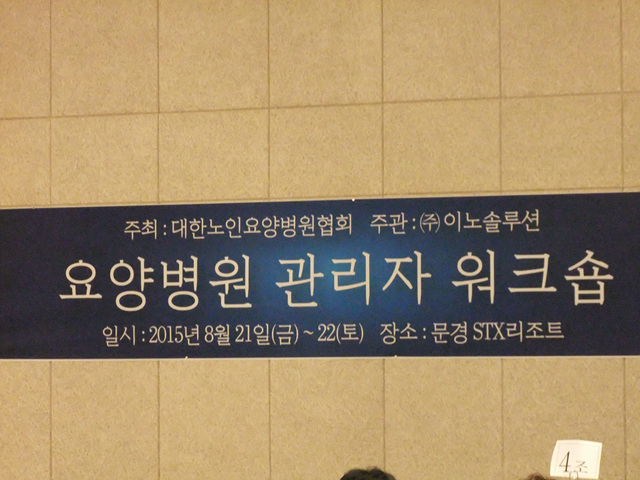 주최 : 대한노인요양병원협회 주관 : ㈜ 이노솔루션
요양병원 관리자 워크숍
일시 : 2015년 8월 21일(금) ~ 22(토) 장소 : 문경 STX리조트
4조